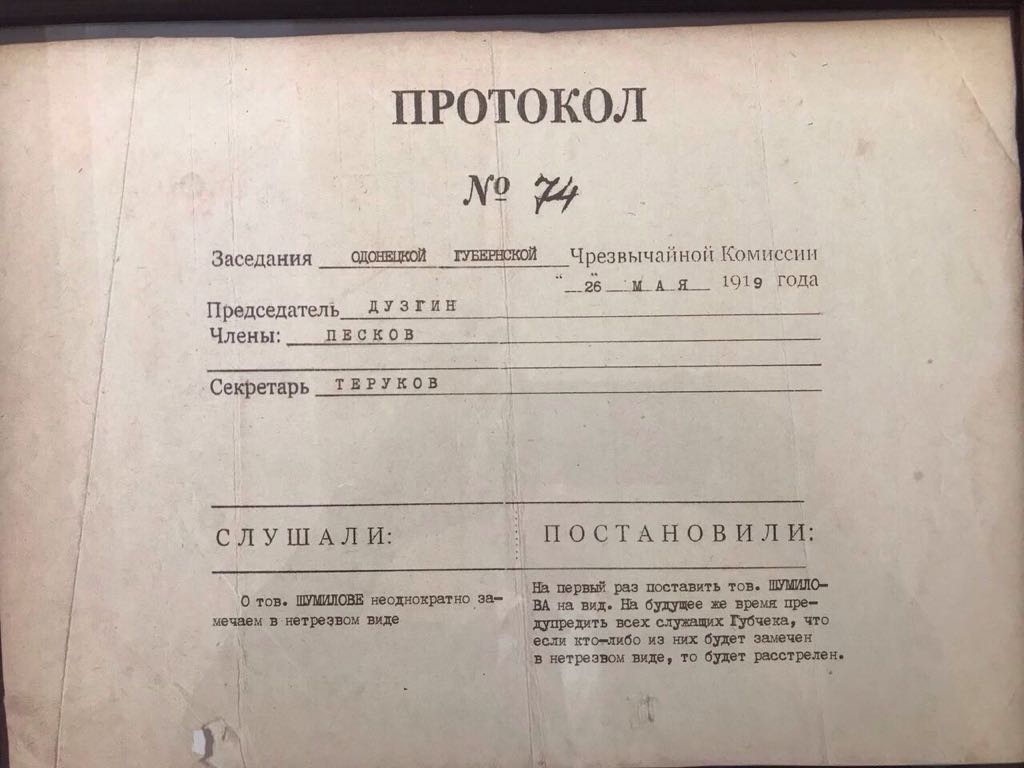 ПРОТОКОЛ
№ 74
Заседания ОДОНЕЦКОЙ ГУБЕРНСКОЙ Чрезвычайной Комиссии
"26" МАЯ 1919 года
Председатель ДУЗГИН
Члены: ПЕСКОВ
Секретарь ТЕРУКОВ
СЛУШАЛИ:
О тов. ШУМИЛОВЕ неоднократно за-
мечаем в нетрезвом виде
ПОСТАНОВИЛИ:
На первый раз поставить тов. ШУМИЛО-
ВА на вид. На будущее же время пре-
дупредить всех служащих Губчека, что
если кто-либо из них будет замечен
в нетрезвом виде, то будет расстрелен.